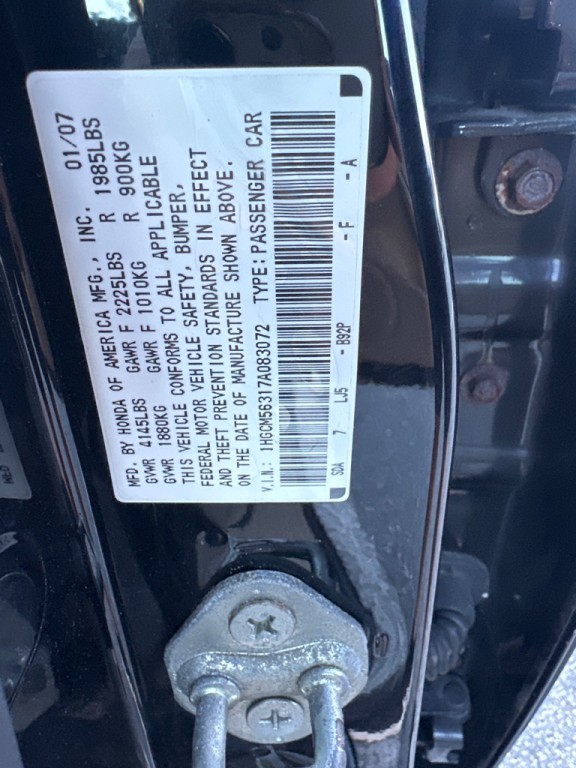 MFD. BY HONDA OF AMERICA MFG., INC. 01/07
GVWR 4145LBS GAWR F 2225LBS R 1985LBS
GVWR 1880KG GAWR F 1010KG R 900KG
THIS VEHICLE CONFORMS TO ALL APPLICABLE
FEDERAL MOTOR VEHICLE SAFETY, BUMPER,
AND THEFT PREVENTION STANDARDS IN EFFECT
ON THE DATE OF MANUFACTURE SHOWN ABOVE.
V.I.N.: 1HGCM56317A083072 TYPE:PASSENGER CAR
SDA 7 LJ5 -B92P -F -A